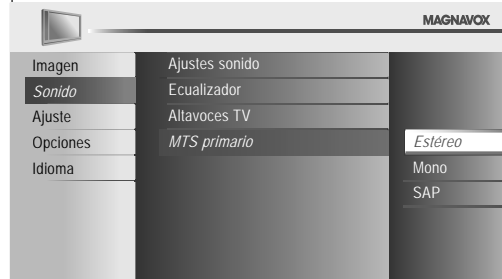 MAGNAVOX
Imagen
Sonido
Ajuste
Opciones
Idioma
Ajustes sonido
Ecualizador
Altavoces TV
MTS primario
Estéreo
Mono
SAP